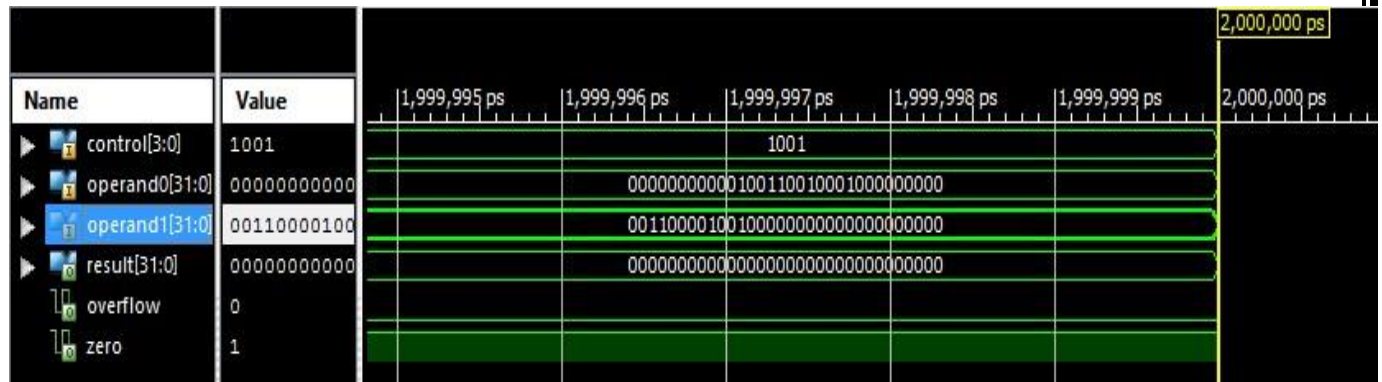 2,000,000 ps
Name Value 1,999,995 ps 1,999,996 ps 1,999,997 ps 1,999,998 ps 1,999,999 ps 2,000,000 ps
control[3:0] 1001 1001
operand0[31:0] 00000000000 00000000000100110010001000000000
operand1[31:0] 00110000100 00110000100100000000000000000000
result[31:0] 00000000000 00000000000000000000000000000000
overflow 0
zero 1